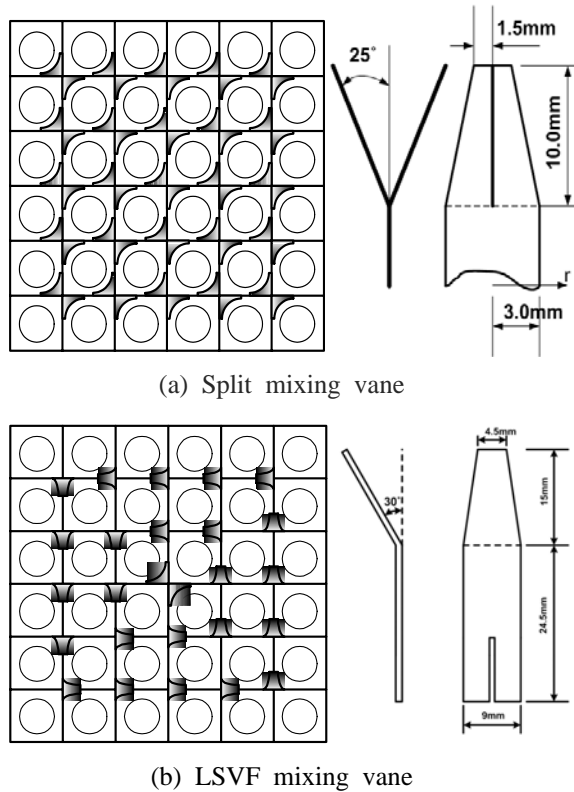 1.5mm
25°
10.0mm
r
3.0mm
(a) Split mixing vane
4.5mm
30°
15mm
24.5mm
9mm
(b) LSVF mixing vane